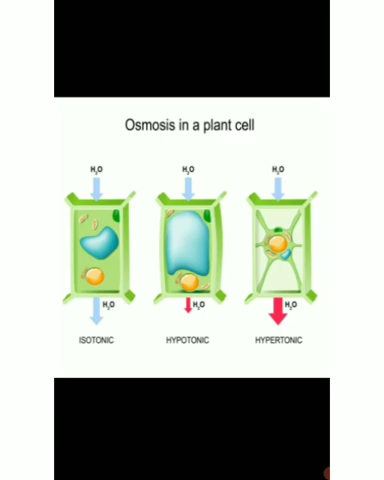 Osmosis in a plant cell
H₂O H₂O H₂O
H₂O H₂O H₂O
ISOTONIC HYPOTONIC HYPERTONIC